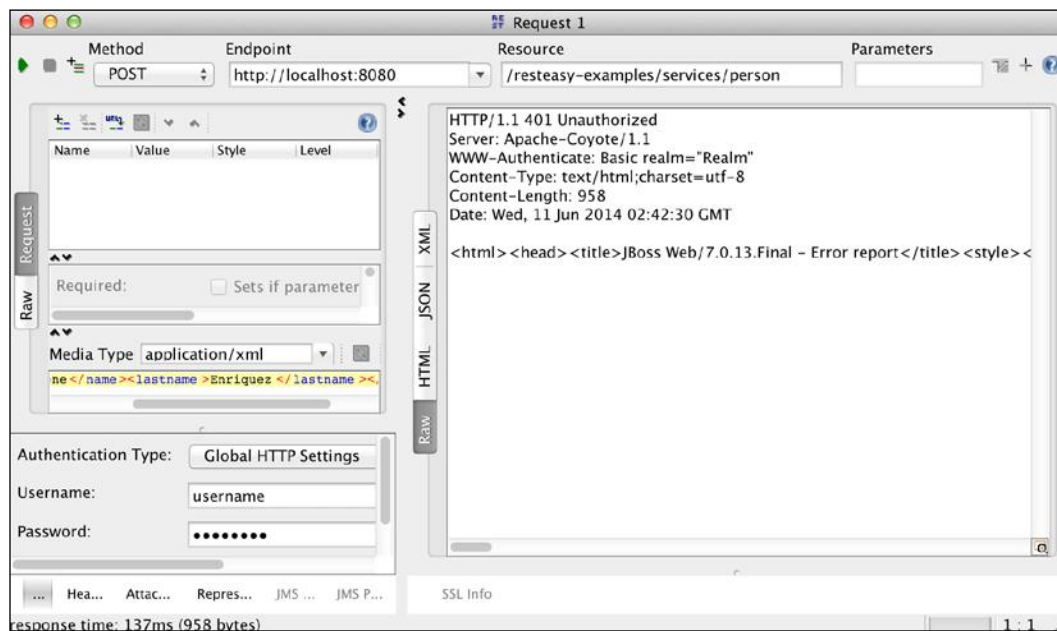 Request 1
Method
Endpoint
Resource
Parameters
POST
http://localhost:8080
/resteasy-examples/services/person
Name Value Style Level
Request
Raw
Required:
Sets if parameter
Media Type application/xml
ne</name><lastname>Enriquez</lastname><
Authentication Type: Global HTTP Settings
Username: username
Password: ••••••••
... Hea... Attac... Repres... JMS ... JMS P...
response time: 137ms (958 bytes)
XML
JSON
HTML
Raw
HTTP/1.1 401 Unauthorized
Server: Apache-Coyote/1.1
WWW-Authenticate: Basic realm="Realm"
Content-Type: text/html;charset=utf-8
Content-Length: 958
Date: Wed, 11 Jun 2014 02:42:30 GMT
<html><head><title>JBoss Web/7.0.13.Final - Error report</title><style><
SSL Info
1 : 1